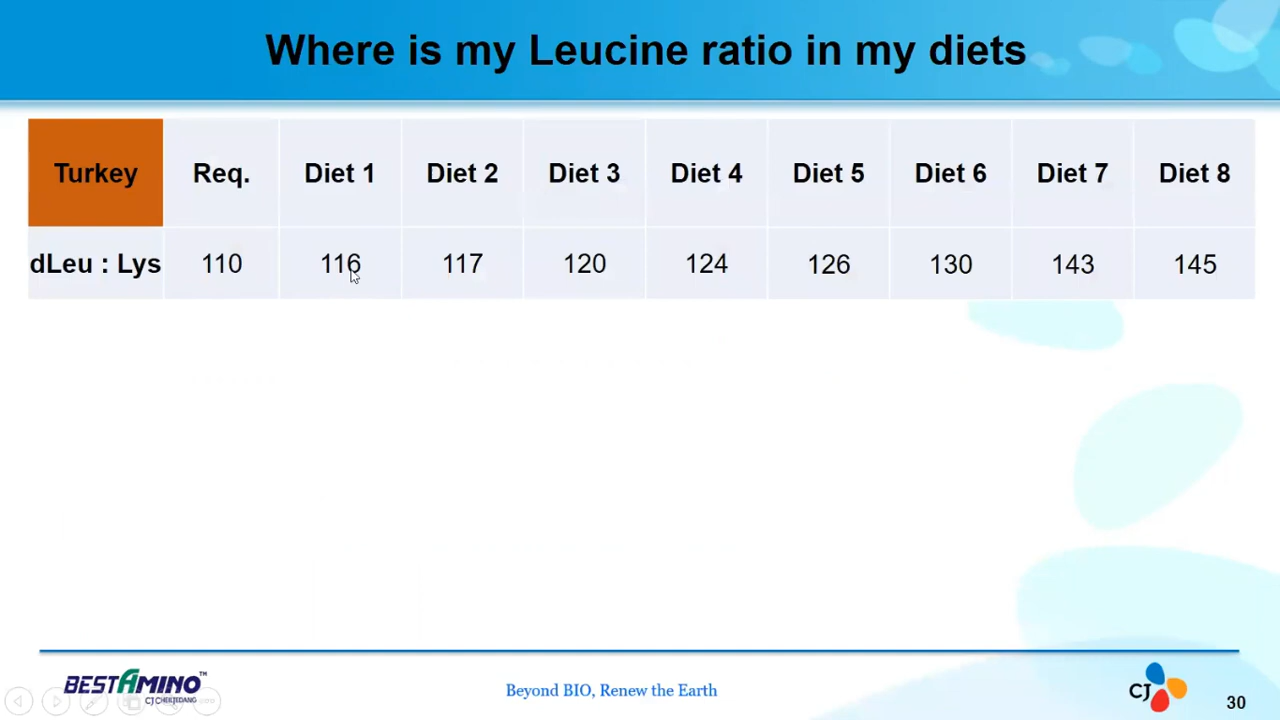 Where is my Leucine ratio in my diets
Turkey Req. Diet 1 Diet 2 Diet 3 Diet 4 Diet 5 Diet 6 Diet 7 Diet 8
dLeu : Lys 110 116 117 120 124 126 130 143 145
BESTAMINO™
CJ CHEILJEDANG
Beyond BIO, Renew the Earth
CJ
30